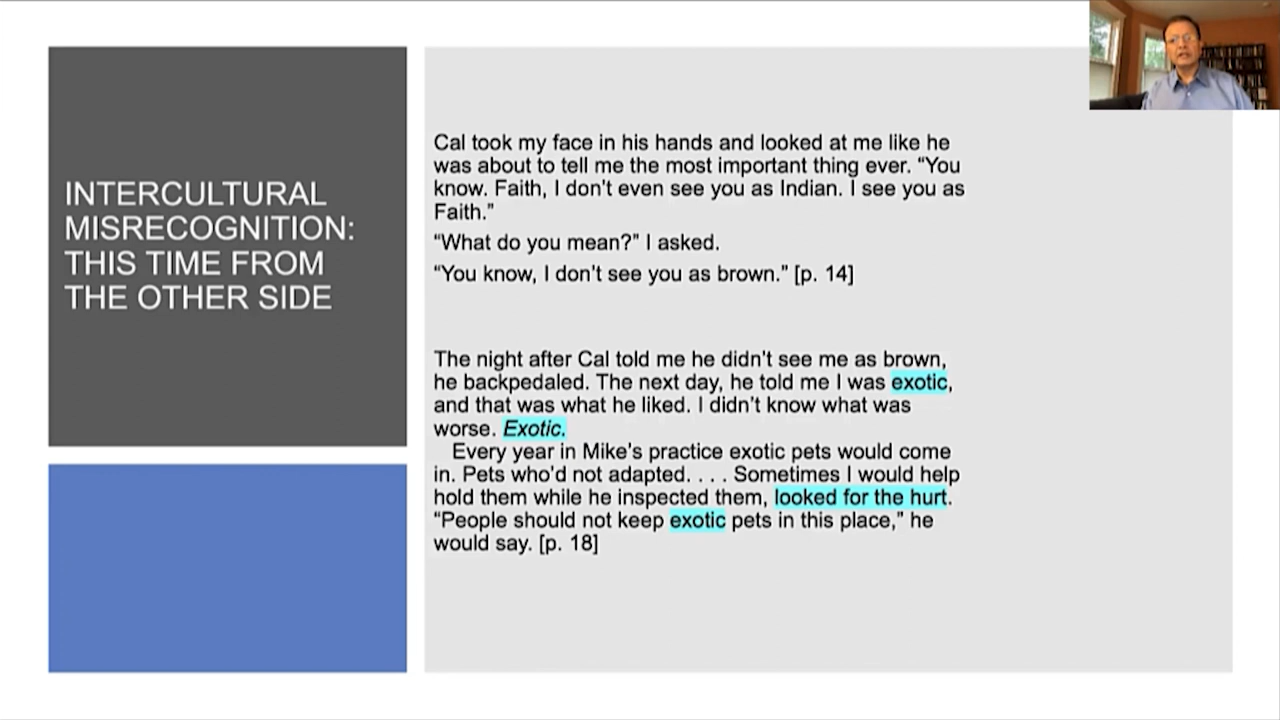 INTERCULTURAL
MISRECOGNITION:
THIS TIME FROM
THE OTHER SIDE
Cal took my face in his hands and looked at me like he
was about to tell me the most important thing ever. “You
know. Faith, I don’t even see you as Indian. I see you as
Faith.”
“What do you mean?” I asked.
“You know, I don’t see you as brown.” [p. 14]
The night after Cal told me he didn’t see me as brown,
he backpedaled. The next day, he told me I was exotic,
and that was what he liked. I didn’t know what was
worse. Exotic.
Every year in Mike’s practice exotic pets would come
in. Pets who’d not adapted. . . . Sometimes I would help
hold them while he inspected them, looked for the hurt.
“People should not keep exotic pets in this place,” he
would say. [p. 18]